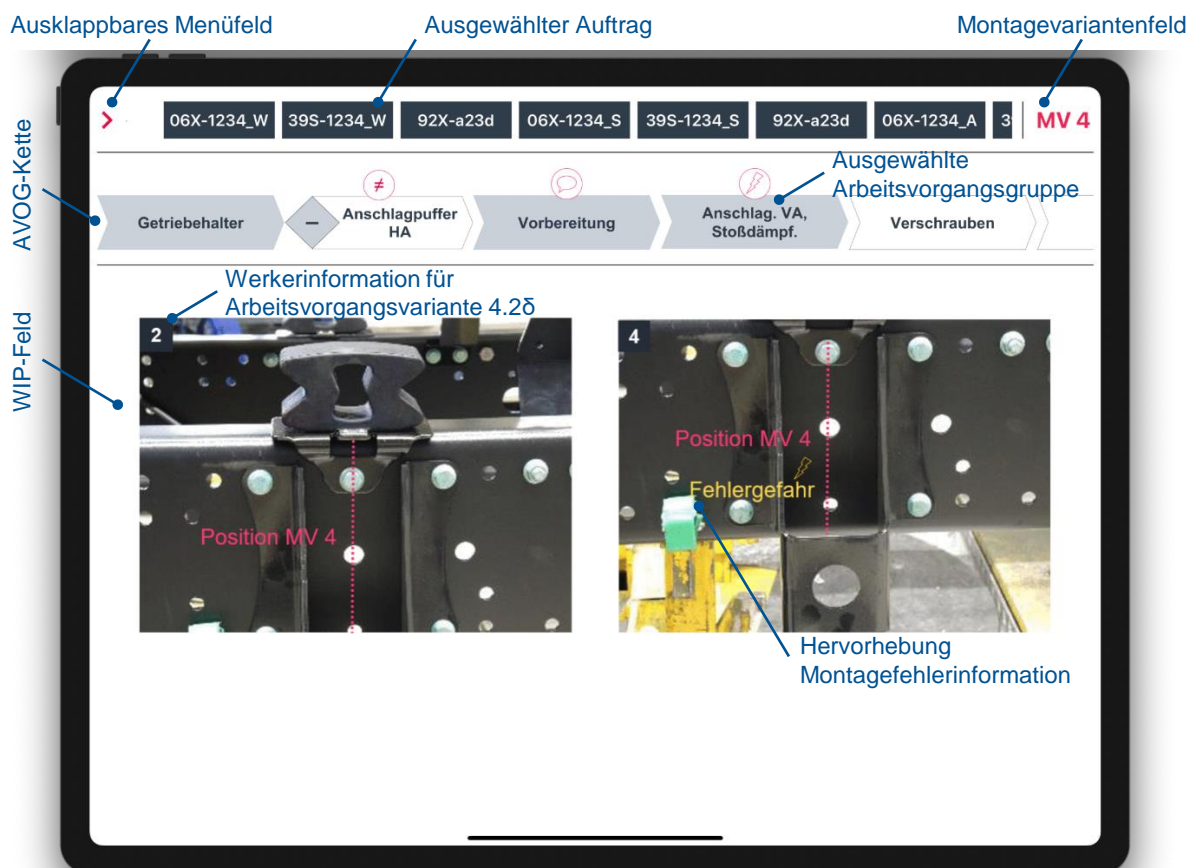 Ausklappbares Menüfeld
Ausgewählter Auftrag
Montagevariantenfeld
06X-1234_W
39S-1234_W
92X-a23d
06X-1234_S
39S-1234_S
92X-a23d
06X-1234_A
MV 4
AVOG-Kette
Ausgewählte
Arbeitsvorgangsgruppe
≠
Getriebehalter
–
Anschlagpuffer
HA
Vorbereitung
Anschlag. VA,
Stoßdämpf.
Verschrauben
WIP-Feld
Werkerinformation für
Arbeitsvorgangsvariante 4.2δ
2
Position MV 4
4
Position MV 4
Fehlergefahr
Hervorhebung
Montagefehlerinformation